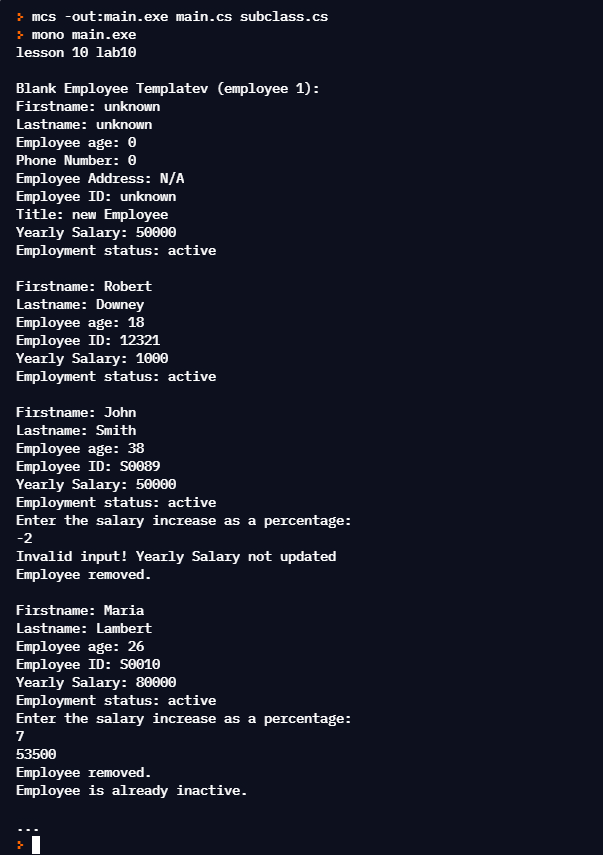 > mcs -out:main.exe main.cs subclass.cs
> mono main.exe
lesson 10 lab10
Blank Employee Templatev (employee 1):
Firstname: unknown
Lastname: unknown
Employee age: 0
Phone Number: 0
Employee Address: N/A
Employee ID: unknown
Title: new Employee
Yearly Salary: 50000
Employment status: active
Firstname: Robert
Lastname: Downey
Employee age: 18
Employee ID: 12321
Yearly Salary: 1000
Employment status: active
Firstname: John
Lastname: Smith
Employee age: 38
Employee ID: S0089
Yearly Salary: 50000
Employment status: active
Enter the salary increase as a percentage:
-2
Invalid input! Yearly Salary not updated
Employee removed.
Firstname: Maria
Lastname: Lambert
Employee age: 26
Employee ID: S0010
Yearly Salary: 80000
Employment status: active
Enter the salary increase as a percentage:
7
53500
Employee removed.
Employee is already inactive.
...
>